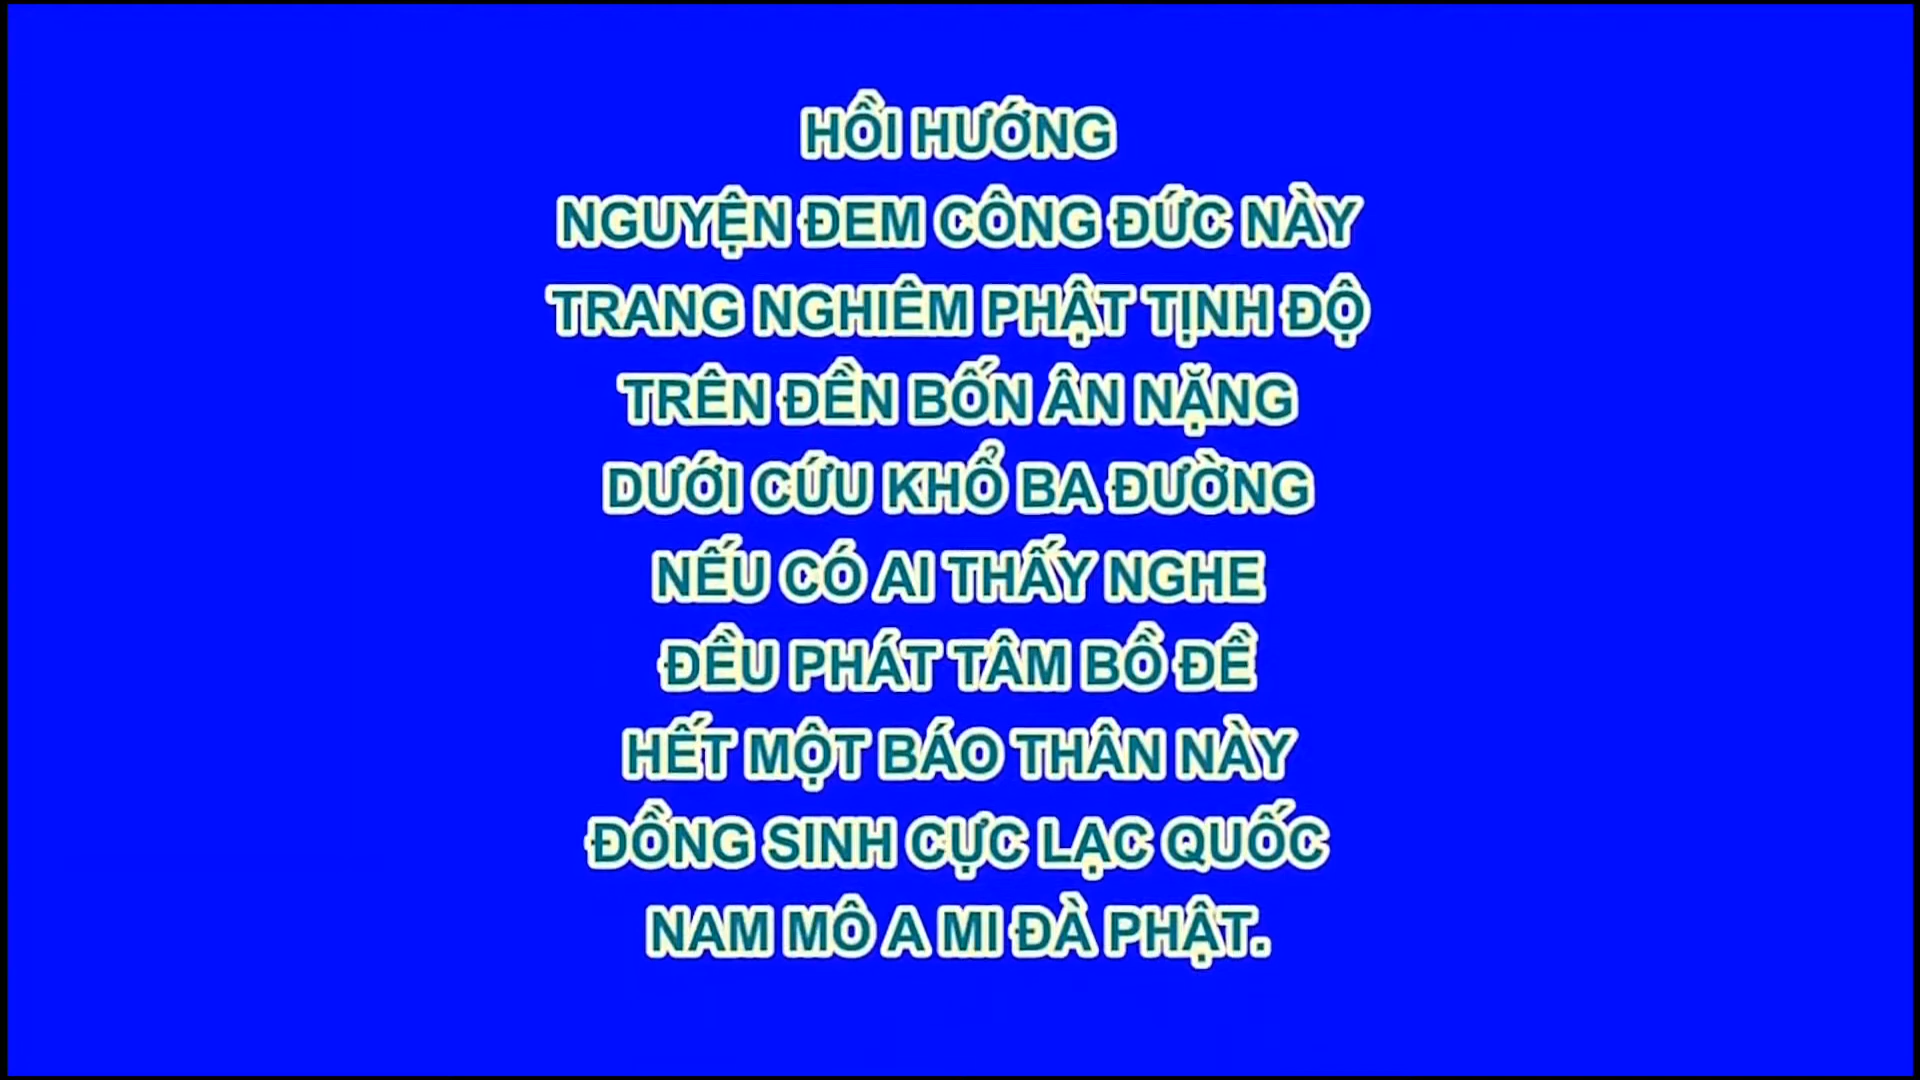 HỒI HƯỚNG
NGUYỆN ĐEM CÔNG ĐỨC NÀY
TRANG NGHIÊM PHẬT TỊNH ĐỘ
TRÊN ĐỀN BỐN ÂN NẶNG
DƯỚI CỨU KHỔ BA ĐƯỜNG
NẾU CÓ AI THẤY NGHE
ĐỀU PHÁT TÂM BỒ ĐỀ
HẾT MỘT BÁO THÂN NÀY
ĐỒNG SINH CỰC LẠC QUỐC
NAM MÔ A MI ĐÀ PHẬT.